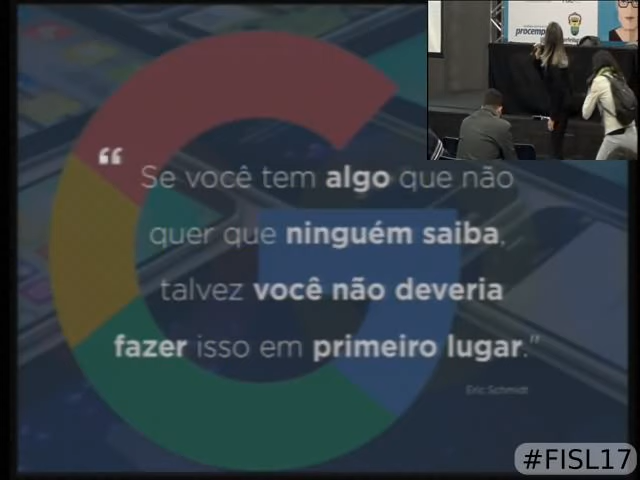 “ Se você tem algo que não
quer que ninguém saiba,
talvez você não deveria
fazer isso em primeiro lugar.”
Eric Schmidt
procemp
#FISL17